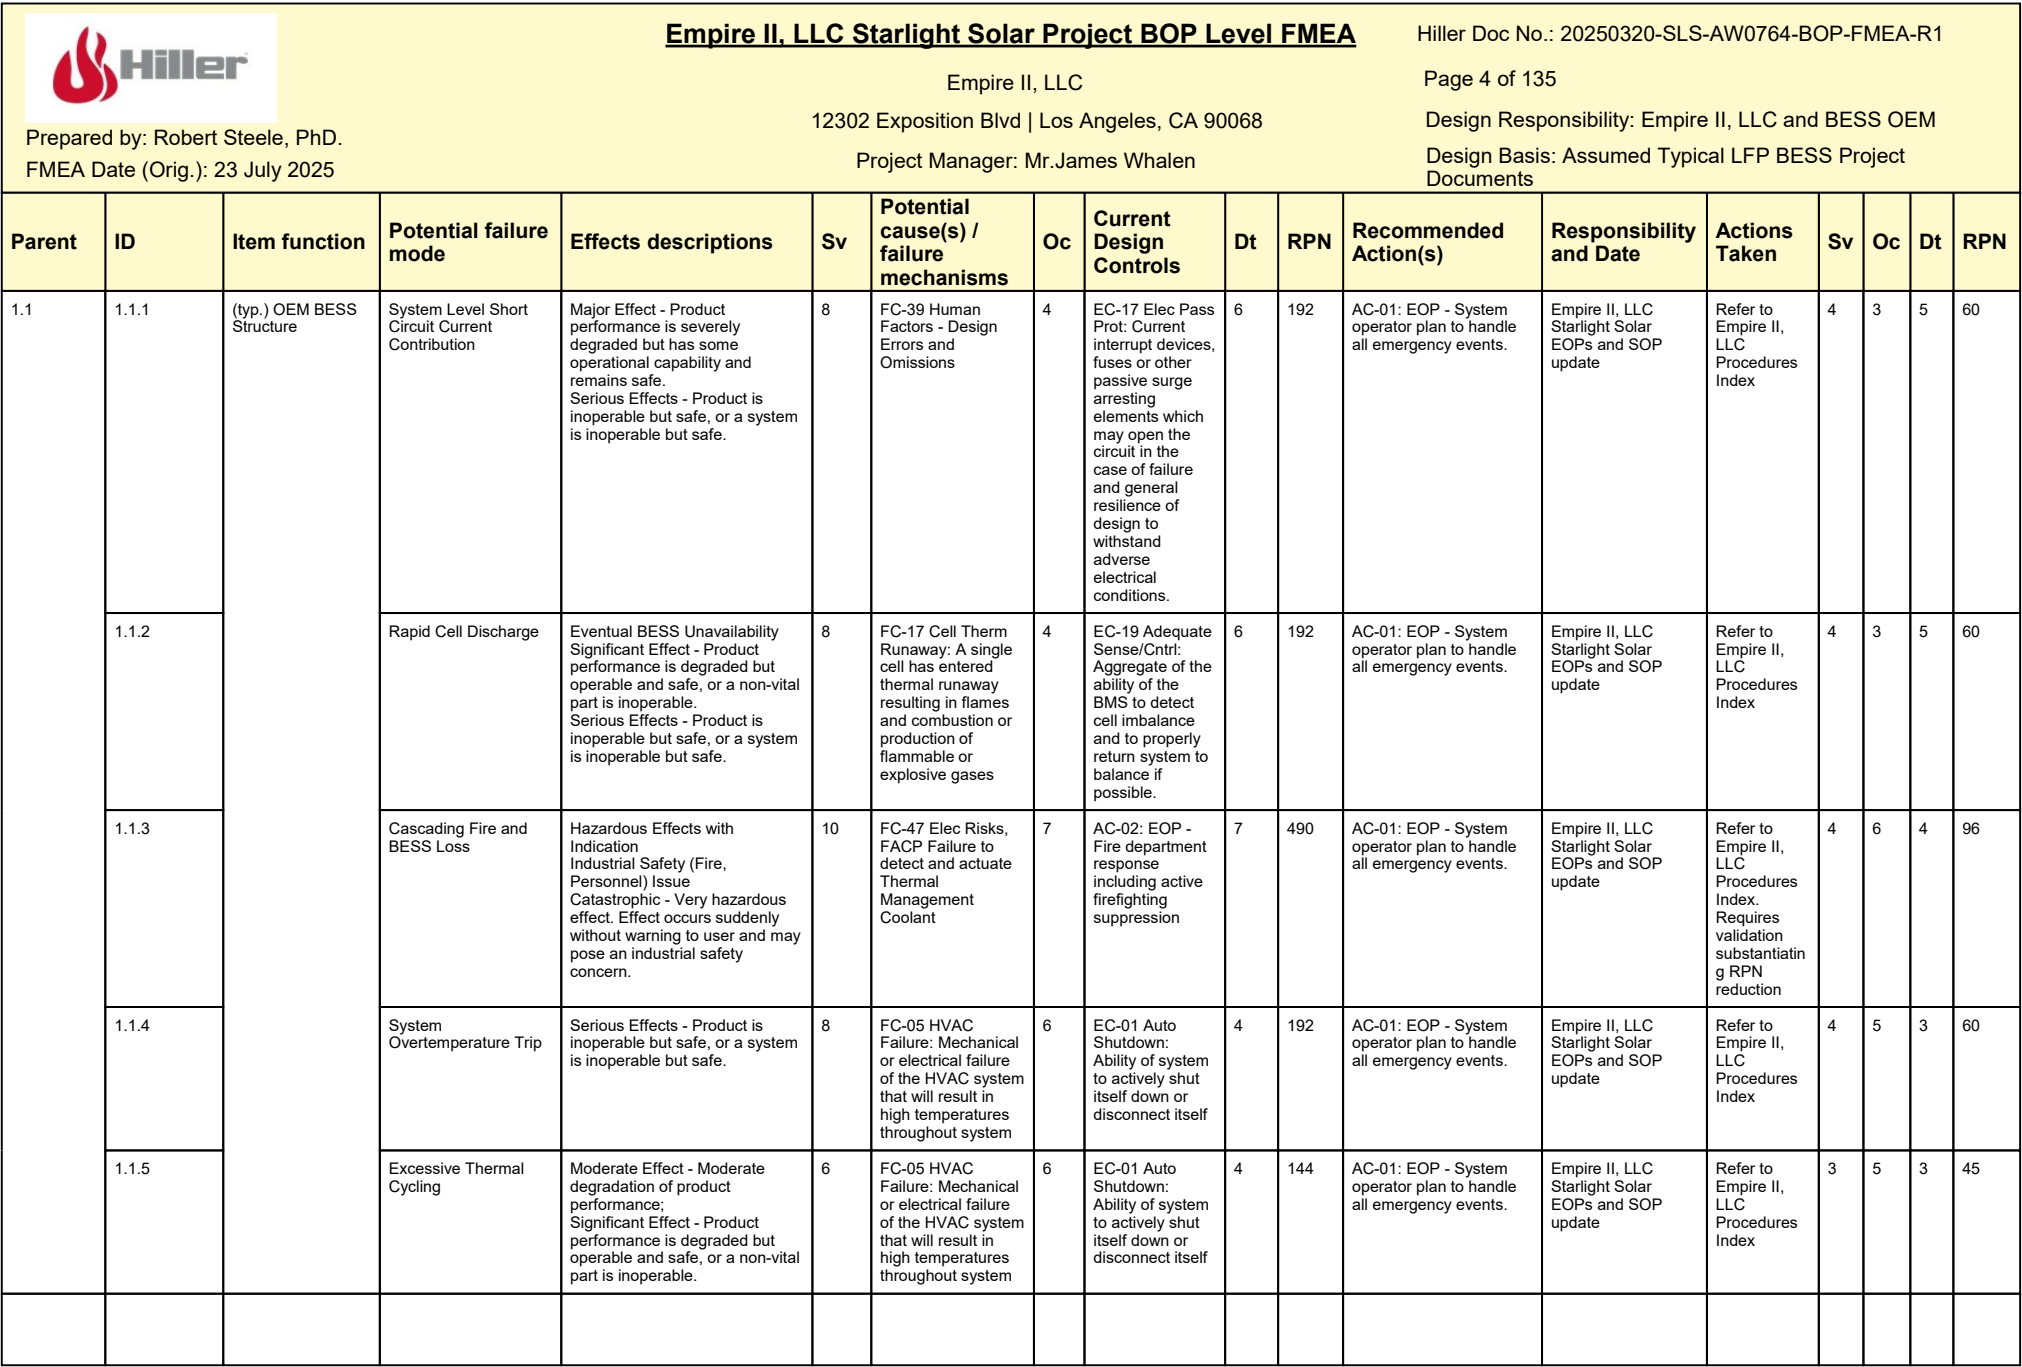 Hiller
Prepared by: Robert Steele, PhD.
FMEA Date (Orig.): 23 July 2025
Empire II, LLC Starlight Solar Project BOP Level FMEA
Empire II, LLC
12302 Exposition Blvd | Los Angeles, CA 90068
Project Manager: Mr.James Whalen
Hiller Doc No.: 20250320-SLS-AW0764-BOP-FMEA-R1
Page 4 of 135
Design Responsibility: Empire II, LLC and BESS OEM
Design Basis: Assumed Typical LFP BESS Project
Documents
Parent
ID
Item function
Potential failure
mode
Effects descriptions
Sv
Potential
cause(s) /
failure
mechanisms
Oc
Current
Design
Controls
Dt
RPN
Recommended
Action(s)
Responsibility
and Date
Actions
Taken
Sv
Oc
Dt
RPN
1.1
1.1.1
(typ.) OEM BESS
Structure
System Level Short
Circuit Current
Contribution
Major Effect - Product
performance is severely
degraded but has some
operational capability and
remains safe.
Serious Effects - Product is
inoperable but safe, or a system
is inoperable but safe.
8
FC-39 Human
Factors - Design
Errors and
Omissions
4
EC-17 Elec Pass
Prot: Current
interrupt devices,
fuses or other
passive surge
arresting
elements which
may open the
circuit in the
case of failure
and general
resilience of
design to
withstand
adverse
electrical
conditions.
6
192
AC-01: EOP - System
operator plan to handle
all emergency events.
Empire II, LLC
Starlight Solar
EOPs and SOP
update
Refer to
Empire II,
LLC
Procedures
Index
4
3
5
60
1.1.2
Rapid Cell Discharge
Eventual BESS Unavailability
Significant Effect - Product
performance is degraded but
operable and safe, or a non-vital
part is inoperable.
Serious Effects - Product is
inoperable but safe, or a system
is inoperable but safe.
8
FC-17 Cell Therm
Runaway: A single
cell has entered
thermal runaway
resulting in flames
and combustion or
production of
flammable or
explosive gases
4
EC-19 Adequate
Sense/Cntrl:
Aggregate of the
ability of the
BMS to detect
cell imbalance
and to properly
return system to
balance if
possible.
6
192
AC-01: EOP - System
operator plan to handle
all emergency events.
Empire II, LLC
Starlight Solar
EOPs and SOP
update
Refer to
Empire II,
LLC
Procedures
Index
4
3
5
60
1.1.3
Cascading Fire and
BESS Loss
Hazardous Effects with
Indication
Industrial Safety (Fire,
Personnel) Issue
Catastrophic - Very hazardous
effect. Effect occurs suddenly
without warning to user and may
pose an industrial safety
concern.
10
FC-47 Elec Risks,
FACP Failure to
detect and actuate
Thermal
Management
Coolant
7
AC-02: EOP -
Fire department
response
including active
firefighting
suppression
7
490
AC-01: EOP - System
operator plan to handle
all emergency events.
Empire II, LLC
Starlight Solar
EOPs and SOP
update
Refer to
Empire II,
LLC
Procedures
Index.
Requires
validation
substantiatin
g RPN
reduction
4
6
4
96
1.1.4
System
Overtemperature Trip
Serious Effects - Product is
inoperable but safe, or a system
is inoperable but safe.
8
FC-05 HVAC
Failure: Mechanical
or electrical failure
of the HVAC system
that will result in
high temperatures
throughout system
6
EC-01 Auto
Shutdown:
Ability of system
to actively shut
itself down or
disconnect itself
4
192
AC-01: EOP - System
operator plan to handle
all emergency events.
Empire II, LLC
Starlight Solar
EOPs and SOP
update
Refer to
Empire II,
LLC
Procedures
Index
4
5
3
60
1.1.5
Excessive Thermal
Cycling
Moderate Effect - Moderate
degradation of product
performance;
Significant Effect - Product
performance is degraded but
operable and safe, or a non-vital
part is inoperable.
6
FC-05 HVAC
Failure: Mechanical
or electrical failure
of the HVAC system
that will result in
high temperatures
throughout system
6
EC-01 Auto
Shutdown:
Ability of system
to actively shut
itself down or
disconnect itself
4
144
AC-01: EOP - System
operator plan to handle
all emergency events.
Empire II, LLC
Starlight Solar
EOPs and SOP
update
Refer to
Empire II,
LLC
Procedures
Index
3
5
3
45